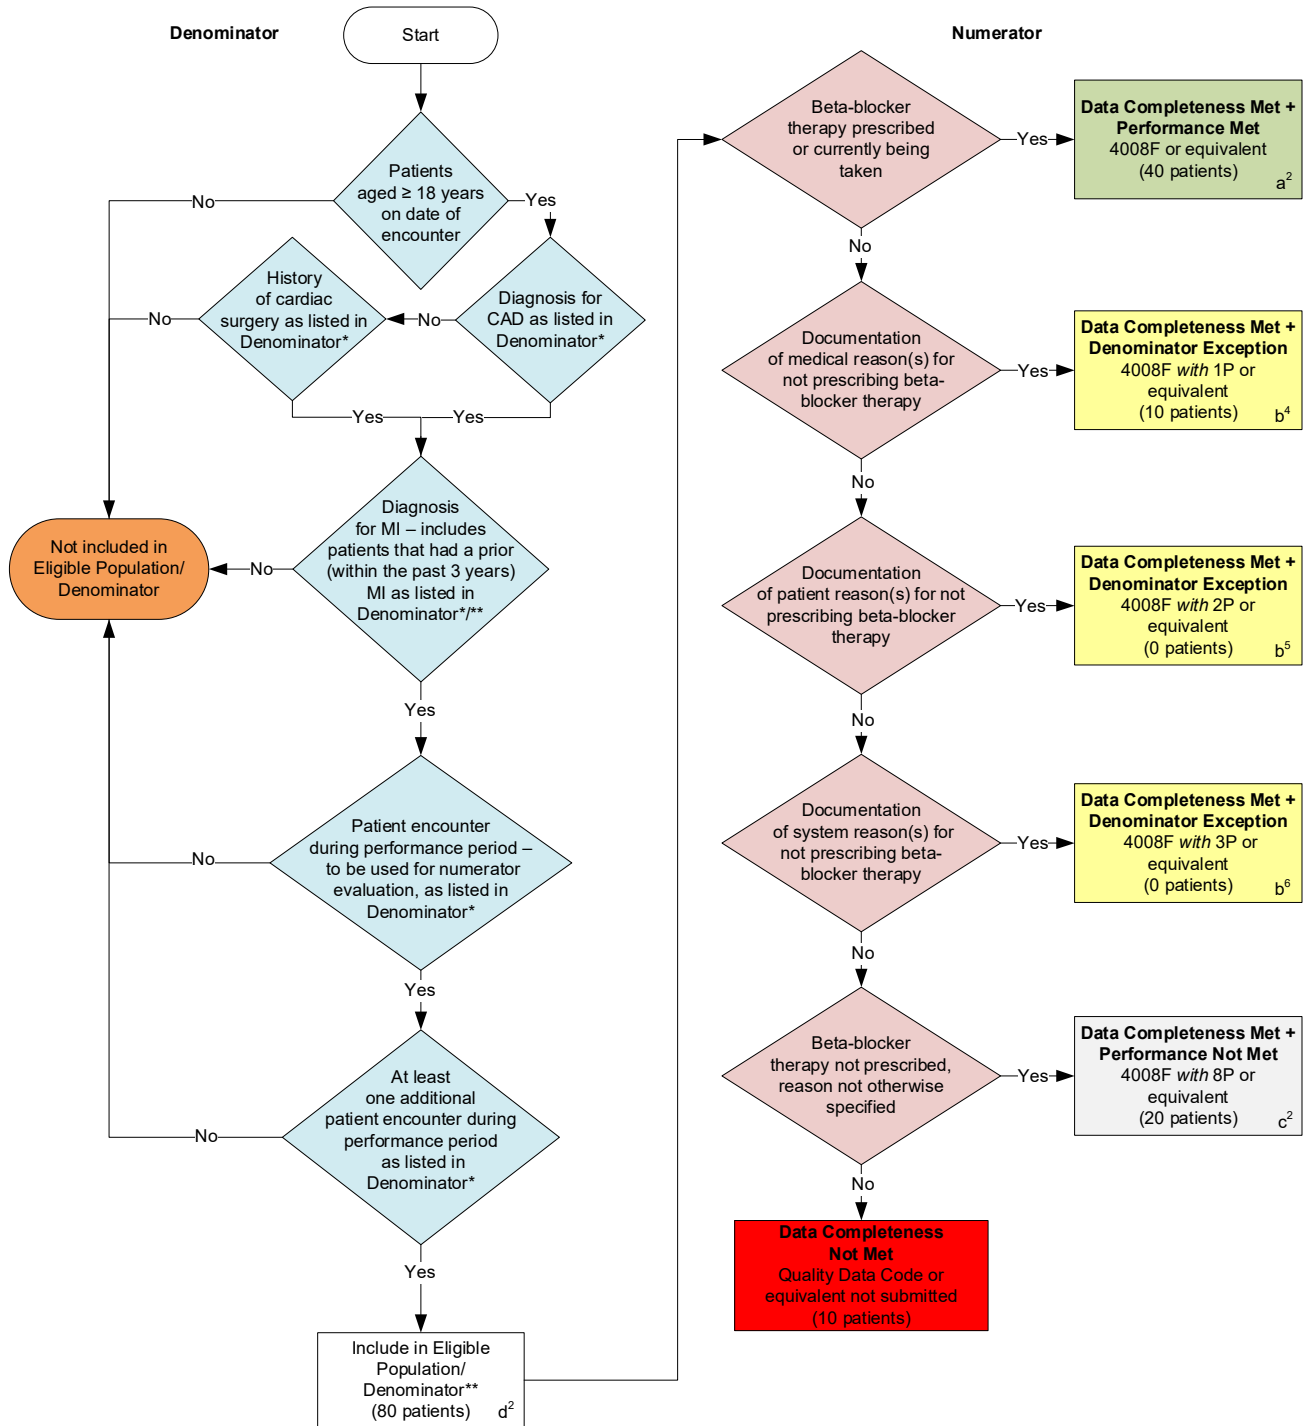 Denominator
Start
Patients
aged ≥ 18 years
on date of
encounter
No
Yes
History
of cardiac
surgery as listed in
Denominator*
No
Diagnosis for
CAD as listed in
Denominator*
No
Yes
Yes
Diagnosis
for MI – includes
patients that had a prior
(within the past 3 years)
MI as listed in
Denominator*/**
No
Not included in
Eligible Population/
Denominator
Yes
Patient encounter
during performance period –
to be used for numerator
evaluation, as listed in
Denominator*
No
Yes
At least
one additional
patient encounter during
performance period
as listed in
Denominator*
No
Yes
Include in Eligible
Population/
Denominator**
(80 patients) d²
Numerator
Beta-blocker
therapy prescribed
or currently being
taken
Yes
Data Completeness Met +
Performance Met
4008F or equivalent
(40 patients)
a²
No
Documentation
of medical reason(s) for
not prescribing beta-
blocker therapy
Yes
Data Completeness Met +
Denominator Exception
4008F with 1P or
equivalent
(10 patients) b⁴
No
Documentation
of patient reason(s) for not
prescribing beta-blocker
therapy
Yes
Data Completeness Met +
Denominator Exception
4008F with 2P or
equivalent
(0 patients) b⁵
No
Documentation
of system reason(s) for
not prescribing beta-
blocker therapy
Yes
Data Completeness Met +
Denominator Exception
4008F with 3P or
equivalent
(0 patients) b⁶
No
Beta-blocker
therapy not prescribed,
reason not otherwise
specified
Yes
Data Completeness Met +
Performance Not Met
4008F with 8P or
equivalent
(20 patients) c²
No
Data Completeness
Not Met
Quality Data Code or
equivalent not submitted
(10 patients)